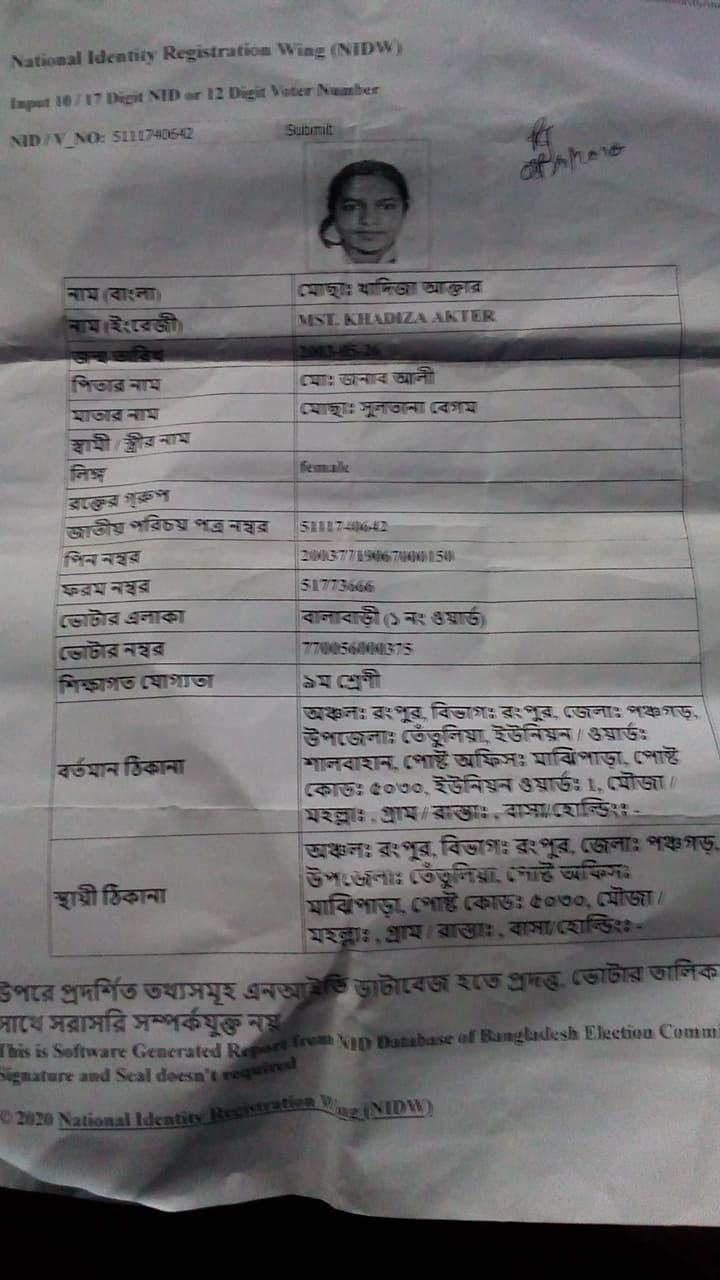 National Identity Registration Wing (NIDW)
Input 10 / 17 Digit NID or 12 Digit Voter Number
NID / V_NO: 5111740642 Submit
নাম (বাংলা) মোছাঃ খাদিজা আক্তার
নাম (ইংরেজী) MST. KHADIZA AKTER
জন্ম তারিখ 2003-05-26
পিতার নাম মো: জনাব আলী
মাতার নাম মোছাঃ সুলতানা বেগম
স্বামী / স্ত্রীর নাম
লিঙ্গ female
রক্তের গ্রুপ
জাতীয় পরিচয় পত্র নম্বর 5111740642
পিন নম্বর 20037719067000150
ফরম নম্বর 51773666
ভোটার এলাকা বানাবাড়ী (১ নং ওয়ার্ড)
ভোটার নম্বর 770056000375
শিক্ষাগত যোগ্যতা ৯ম শ্রেণী
অঞ্চল: রংপুর, বিভাগ: রংপুর, জেলা: পঞ্চগড়,
উপজেলা: তেঁতুলিয়া, ইউনিয়ন / ওয়ার্ড:
বর্তমান ঠিকানা শালবাহান, পোষ্ট অফিস: মাঝিপাড়া, পোষ্ট
কোড: ৫০৩০, ইউনিয়ন ওয়ার্ড: 1, মৌজা /
মহল্লা: , গ্রাম / রাস্তা: , বাসা/হোল্ডিং: -
অঞ্চল: রংপুর, বিভাগ: রংপুর, জেলা: পঞ্চগড়,
উপজেলা: তেঁতুলিয়া, পোষ্ট অফিস:
স্থায়ী ঠিকানা মাঝিপাড়া, পোষ্ট কোড: ৫০৩০, মৌজা /
মহল্লা: , গ্রাম / রাস্তা: , বাসা/হোল্ডিং: -
উপরে প্রদর্শিত তথ্যসমূহ এনআইডি ডাটাবেজ হতে প্রদত্ত, ভোটার তালিক
সাথে সরাসরি সম্পর্কযুক্ত নয়
This is Software Generated Report from NID Database of Bangladesh Election Commi
Signature and Seal doesn't required
© 2020 National Identity Registration Wing (NIDW)